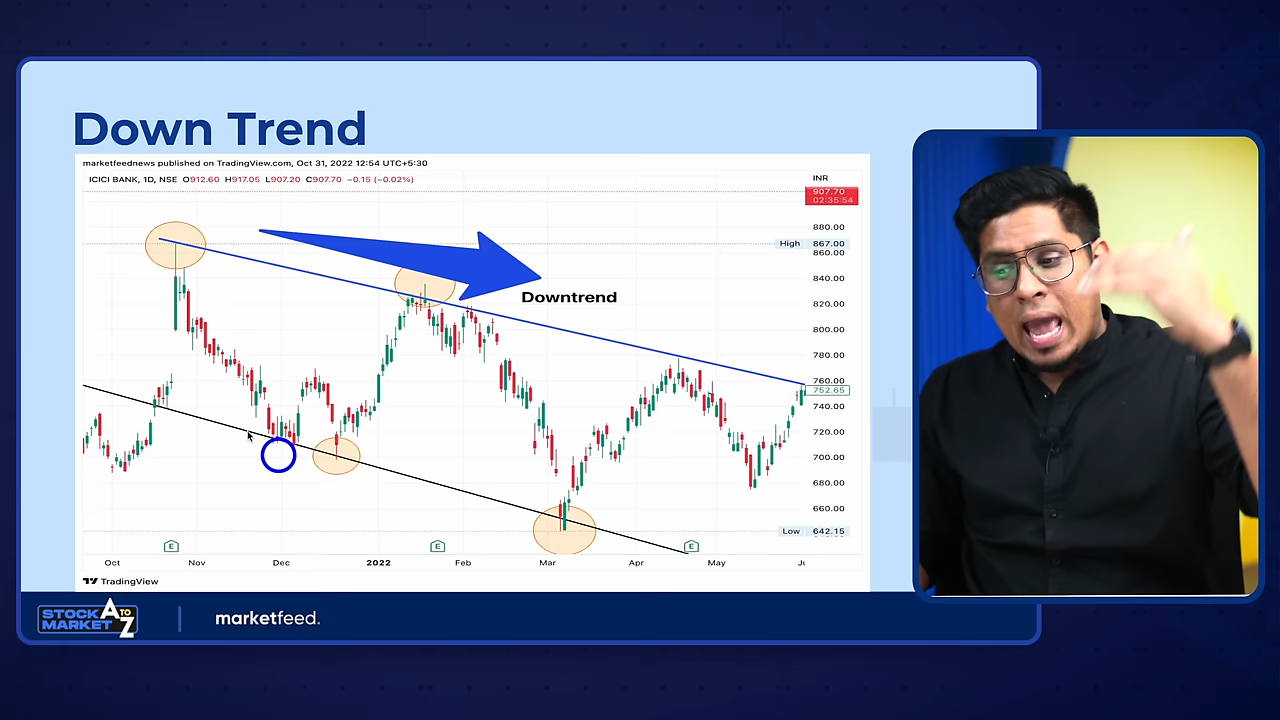 Down Trend
marketfeednews published on TradingView.com, Oct 31, 2022 12:54 UTC+5:30
ICICI BANK, 1D, NSE O912.60 H917.05 L907.20 C907.70 −0.15 (−0.02%)
INR
907.70
02:35:54
880.00
High 867.00
860.00
840.00
Downtrend
820.00
800.00
780.00
760.00
752.65
740.00
720.00
700.00
680.00
660.00
Low 642.15
E E E
Oct Nov Dec 2022 Feb Mar Apr May
TradingView
STOCK MARKET A TO Z
marketfeed.